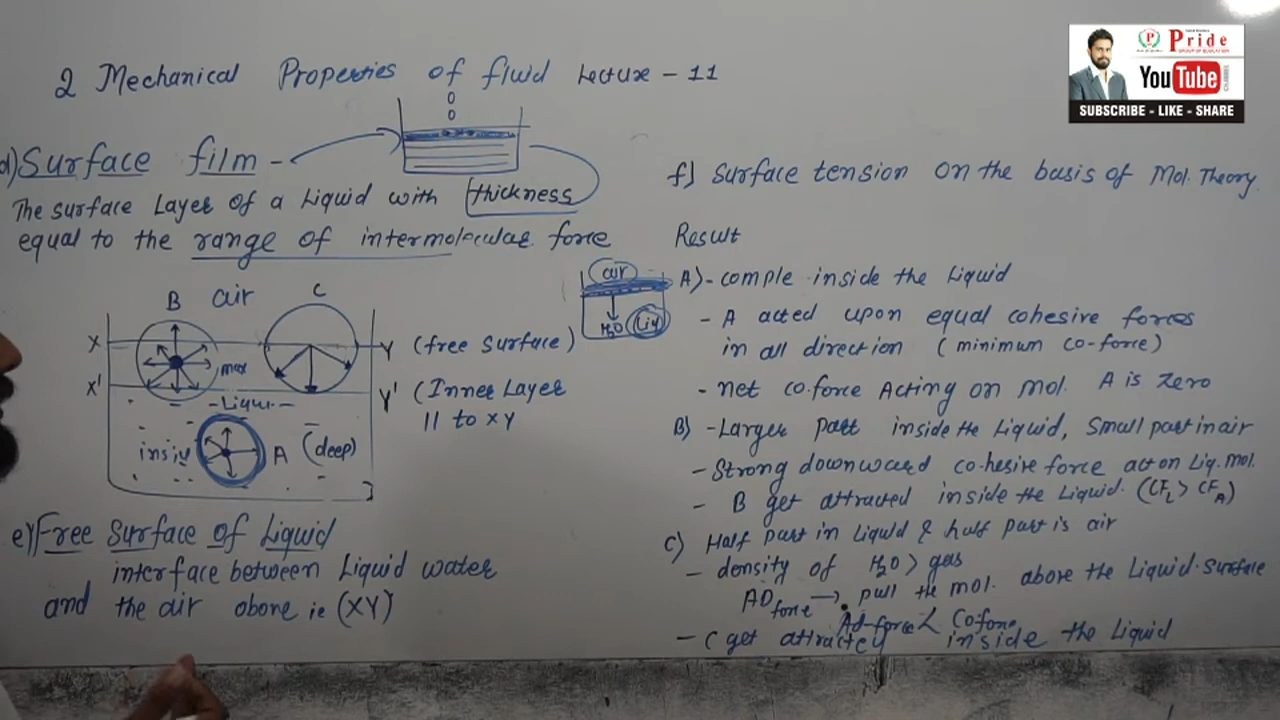 2 Mechanical Properties of fluid Lecture - 11
d) Surface film -
The surface Layer of a Liquid with thickness
equal to the range of intermolecular force
B air C
X Y (free surface)
max
X' Y' (Inner Layer
|| to XY
A (deep)
e) Free Surface of Liquid
interface between Liquid water
and the air obone ie (XY)
f) Surface tension on the basis of Mol. Theory.
Result
air
H2O Liq
A) - comple inside the Liquid
- A acted upon equal cohesive forces
in all direction (minimum co-force)
- net co.force Acting on mol. A is Zero
B) - Larger part inside the Liquid, Small part in air
- Strong downward cohesive force act on Liq. mol.
- B get attracted inside the Liquid. (CFL > CFA)
C) Half part in Liquid & half part is air
- density of H2O > gas
AD force → pull the mol. above the Liquid. surface
Ad-force < Co-force
- C get attractey inside the Liquid
Pride
GROUP OF EDUCATION
YouTube
CHANNEL
SUBSCRIBE - LIKE - SHARE